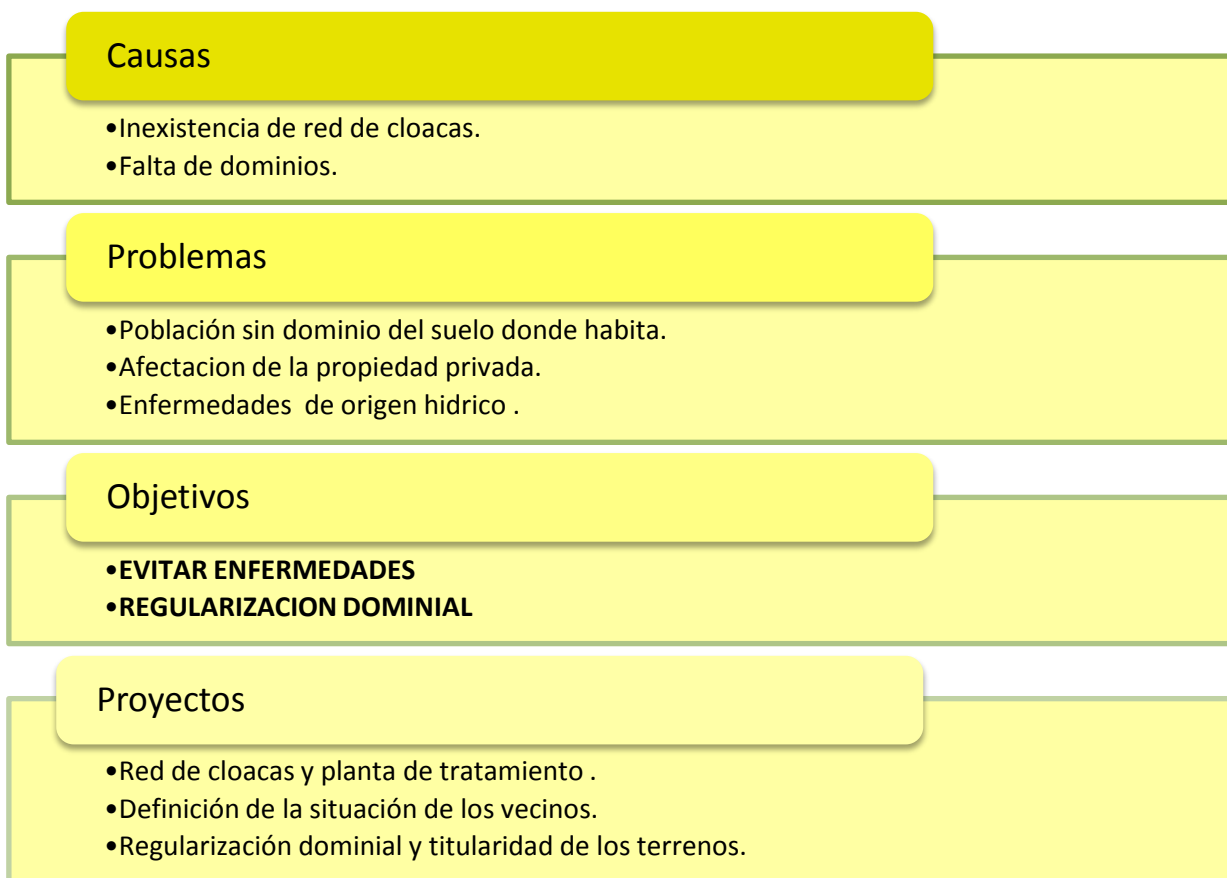 Causas
•Inexistencia de red de cloacas.
•Falta de dominios.
Problemas
•Población sin dominio del suelo donde habita.
•Afectacion de la propiedad privada.
•Enfermedades  de origen hidrico .
Objetivos
•EVITAR ENFERMEDADES
•REGULARIZACION DOMINIAL
Proyectos
•Red de cloacas y planta de tratamiento .
•Definición de la situación de los vecinos.
•Regularización dominial y titularidad de los terrenos.